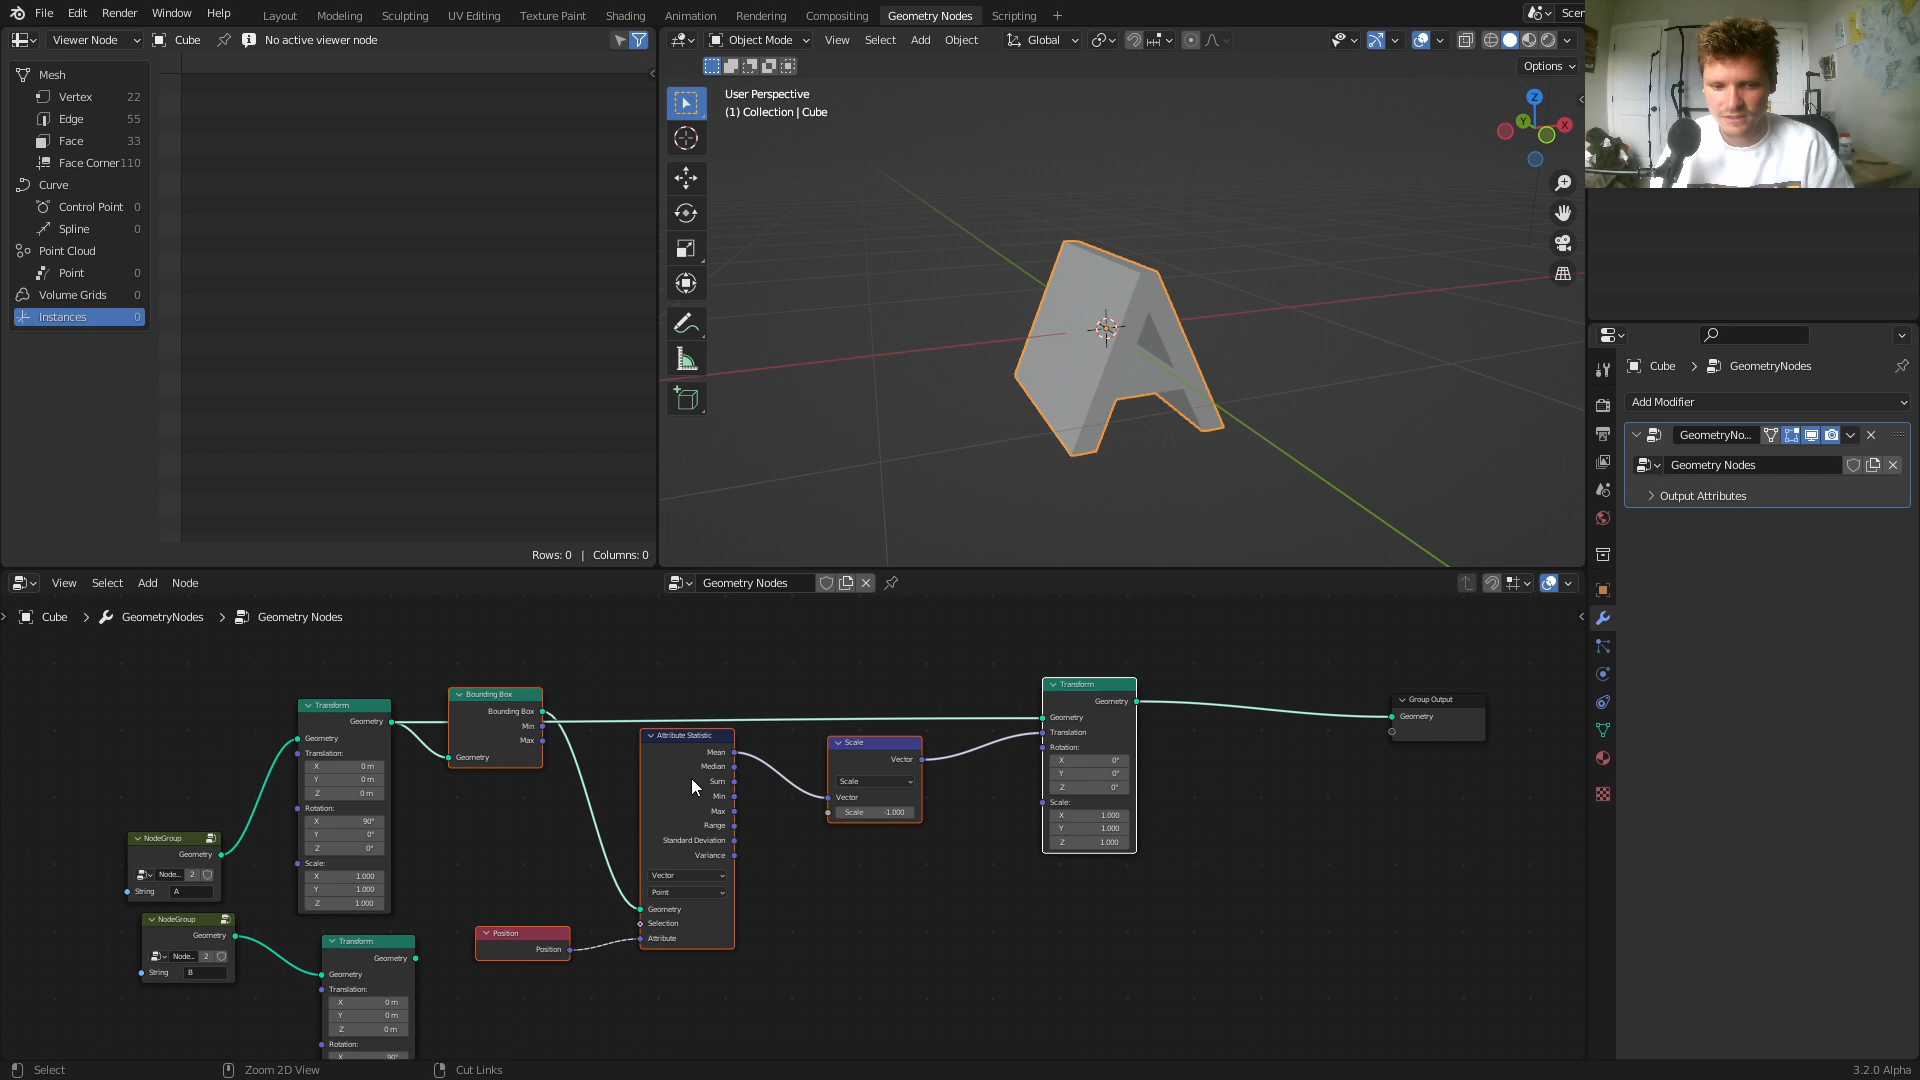 File Edit Render Window Help
Layout Modeling Sculpting UV Editing Texture Paint Shading Animation Rendering Compositing Geometry Nodes Scripting +
Scen
Viewer Node Cube No active viewer node
Mesh
Vertex 22
Edge 55
Face 33
Face Corner 110
Curve
Control Point 0
Spline 0
Point Cloud
Point 0
Volume Grids 0
Instances 0
Rows: 0 | Columns: 0
Object Mode View Select Add Object Global
Options
User Perspective
(1) Collection | Cube
Z
Y
X
Cube > GeometryNodes
Add Modifier
GeometryNo...
Geometry Nodes
Output Attributes
View Select Add Node
Geometry Nodes
Cube > GeometryNodes > Geometry Nodes
NodeGroup
Geometry
Node... 2
String A
NodeGroup
Geometry
Node... 2
String B
Transform
Geometry
Geometry
Translation:
X 0 m
Y 0 m
Z 0 m
Rotation:
X 90°
Y 0°
Z 0°
Scale:
X 1.000
Y 1.000
Z 1.000
Transform
Geometry
Geometry
Translation:
X 0 m
Y 0 m
Z 0 m
Rotation:
X 90°
Bounding Box
Bounding Box
Min
Max
Geometry
Position
Position
Attribute Statistic
Mean
Median
Sum
Min
Max
Range
Standard Deviation
Variance
Vector
Point
Geometry
Selection
Attribute
Scale
Vector
Scale
Vector
Scale -1.000
Transform
Geometry
Geometry
Translation
Rotation:
X 0°
Y 0°
Z 0°
Scale:
X 1.000
Y 1.000
Z 1.000
Group Output
Geometry
Select Zoom 2D View Cut Links 3.2.0 Alpha